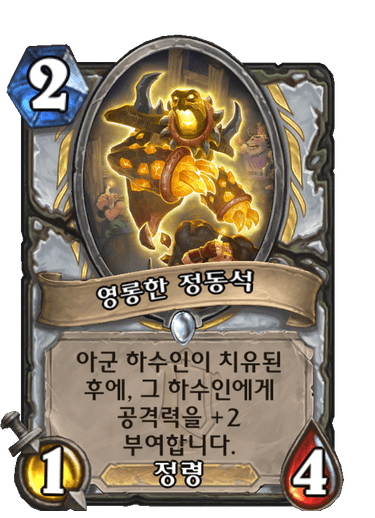 2
영롱한 정동석
아군 하수인이 치유된
후에, 그 하수인에게
공격력을 +2
부여합니다.
정령
1
4